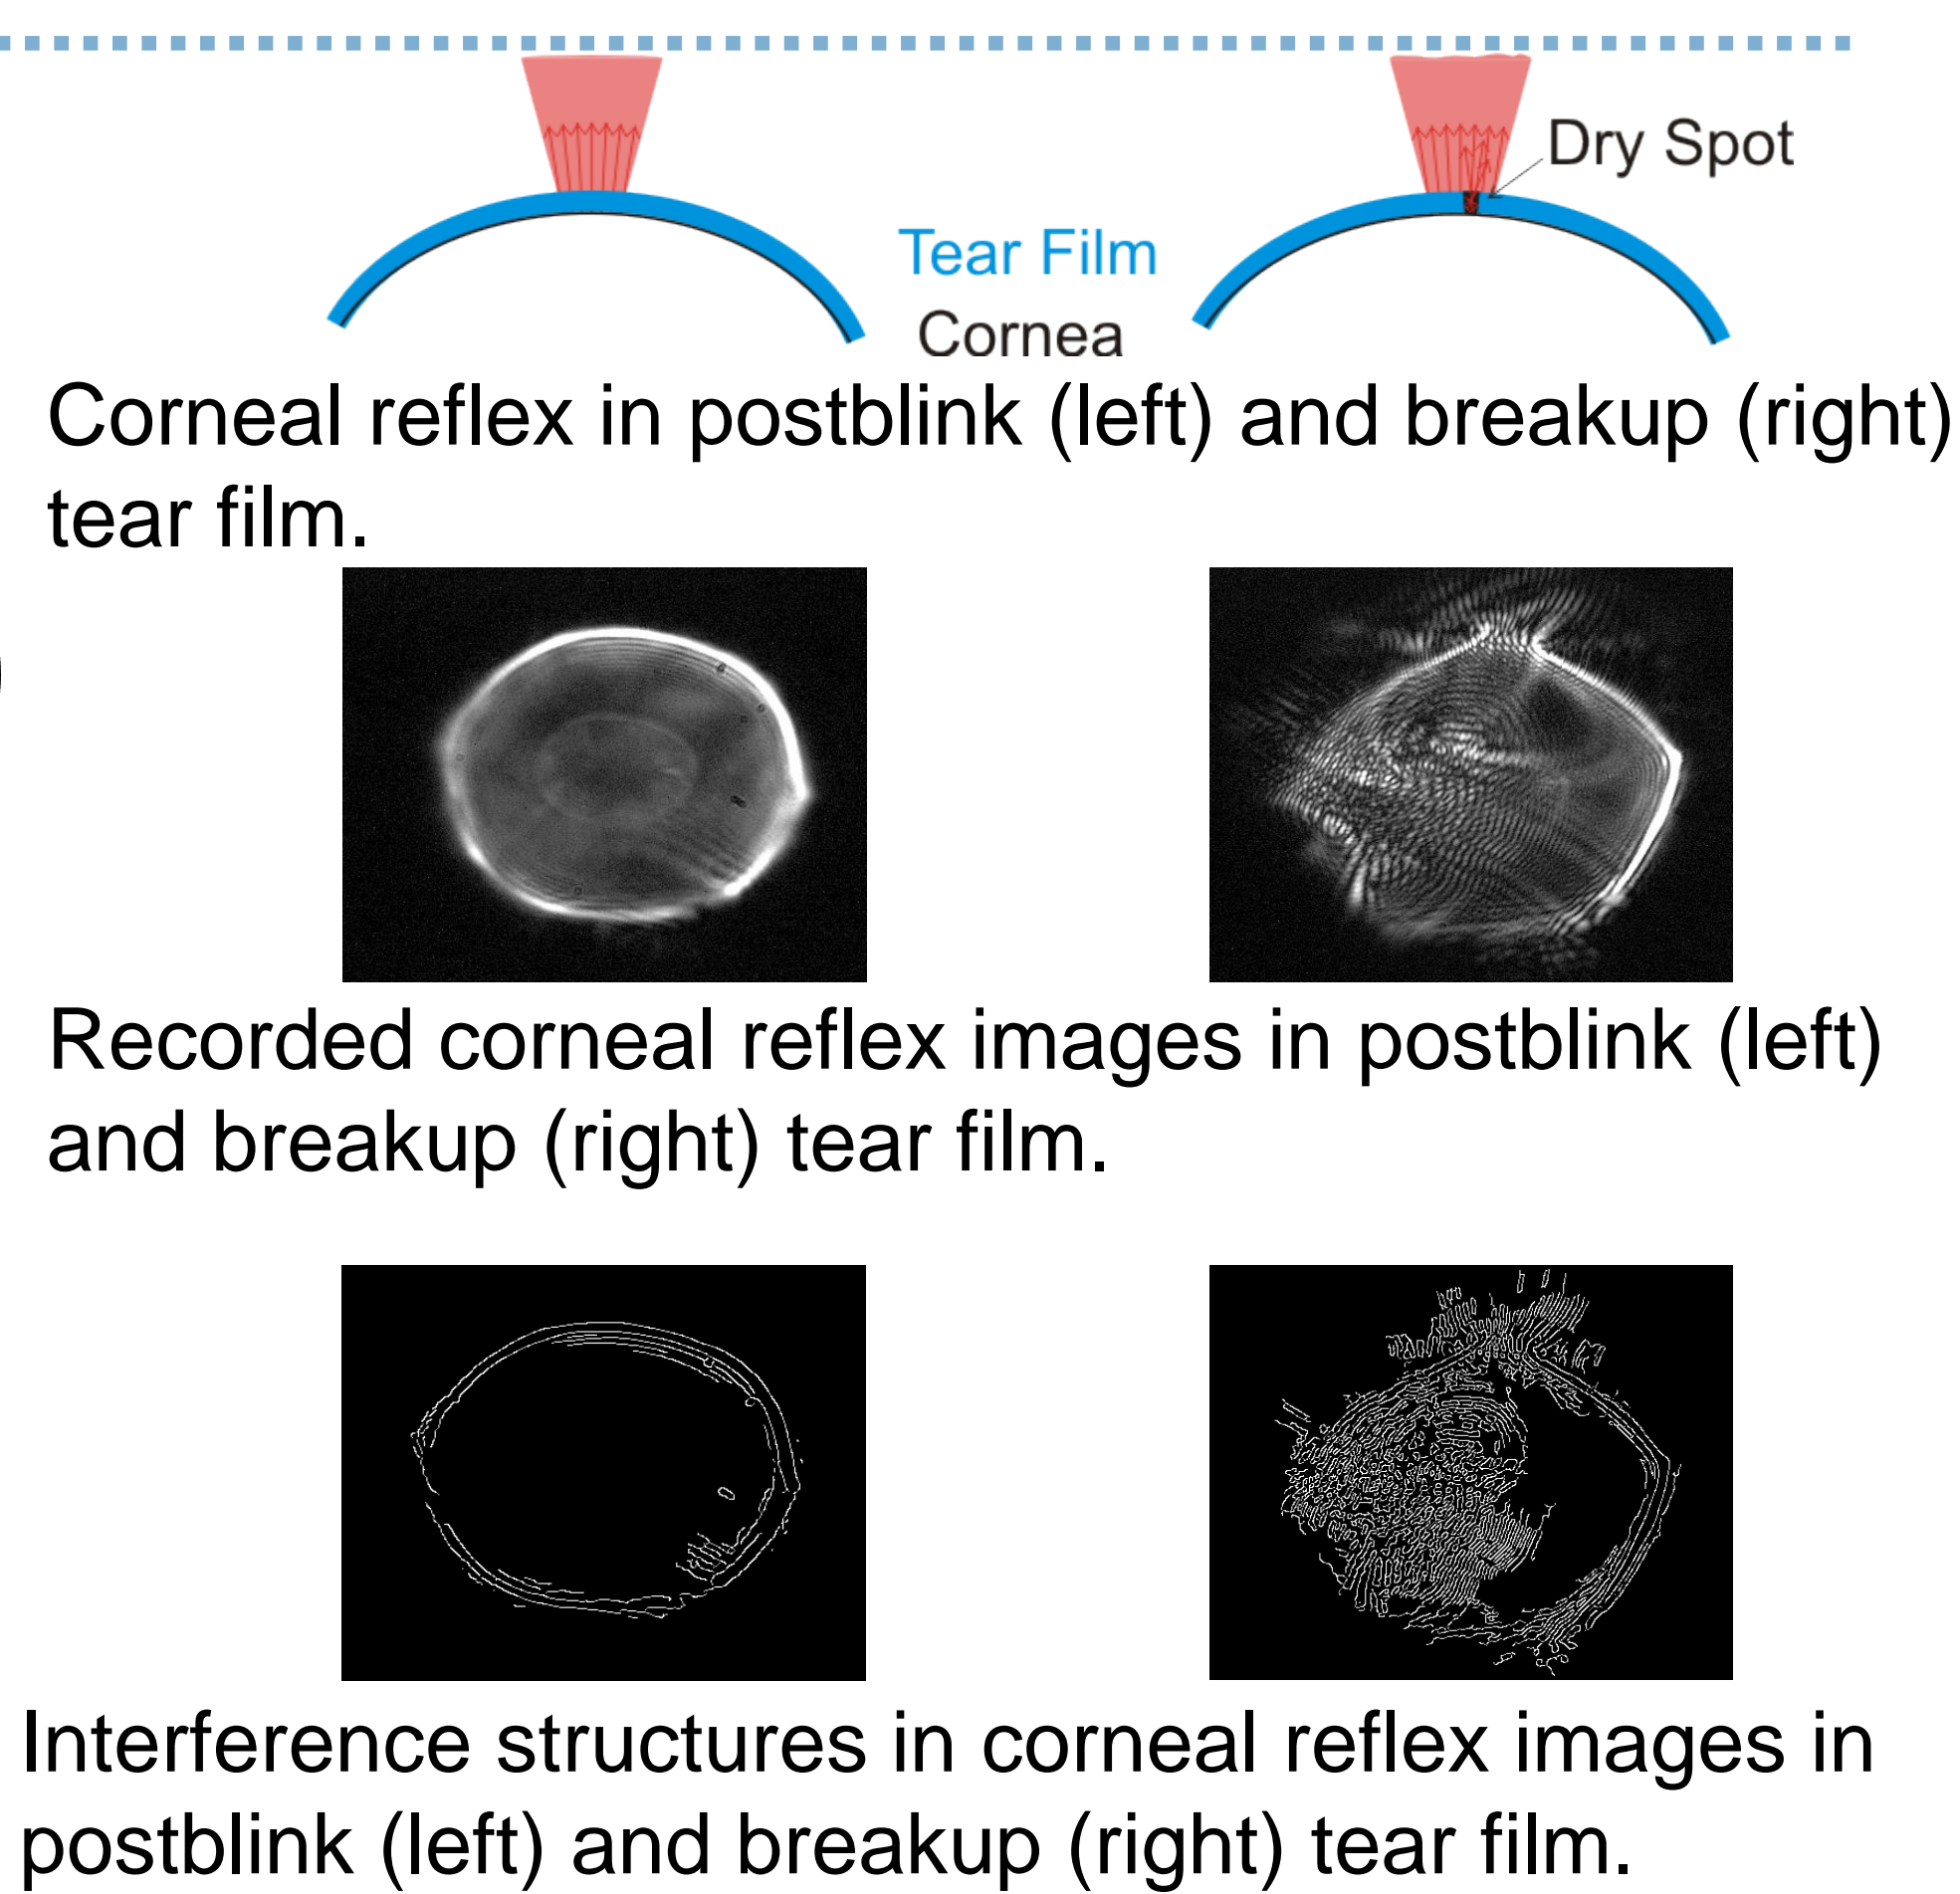 Dry Spot
Tear Film
Cornea
Corneal reflex in postblink (left) and breakup (right)
tear film.
Recorded corneal reflex images in postblink (left)
and breakup (right) tear film.
Interference structures in corneal reflex images in
postblink (left) and breakup (right) tear film.